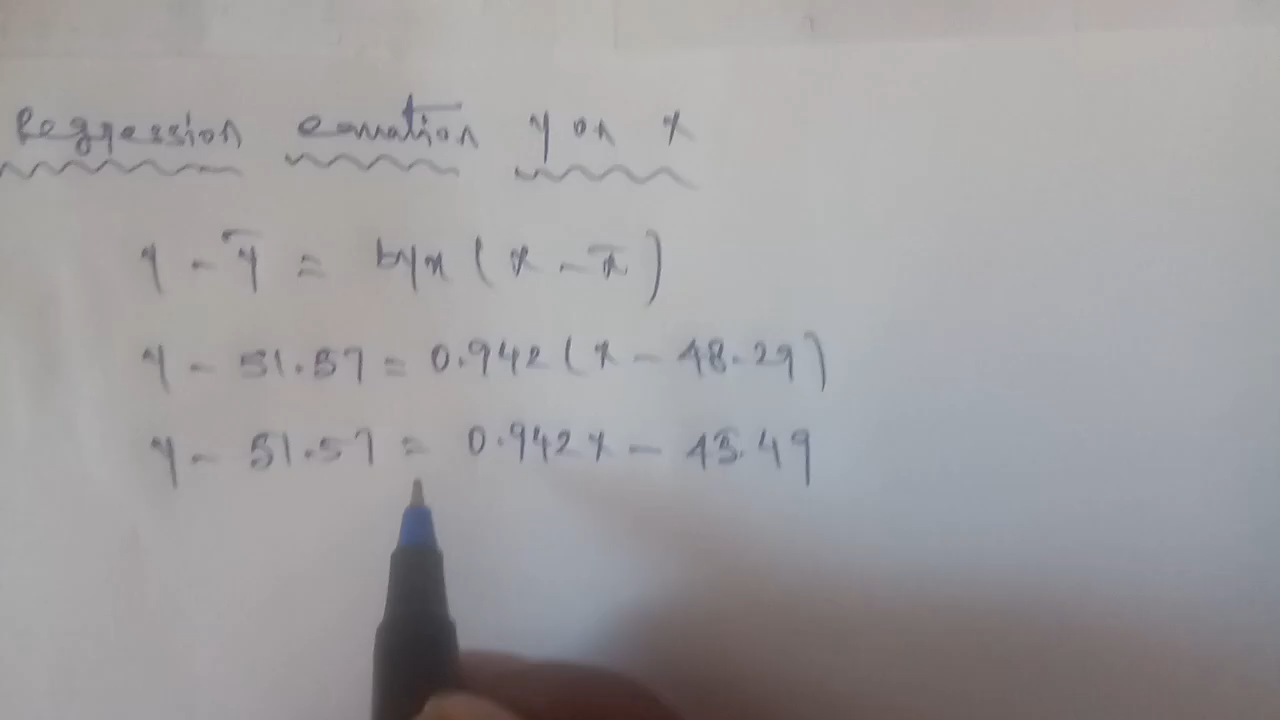 Regression equation y on x
y - ȳ = byx ( x - x̄ )
y - 51.57 = 0.942 ( x - 48.29 )
y - 51.57 = 0.942x - 45.49